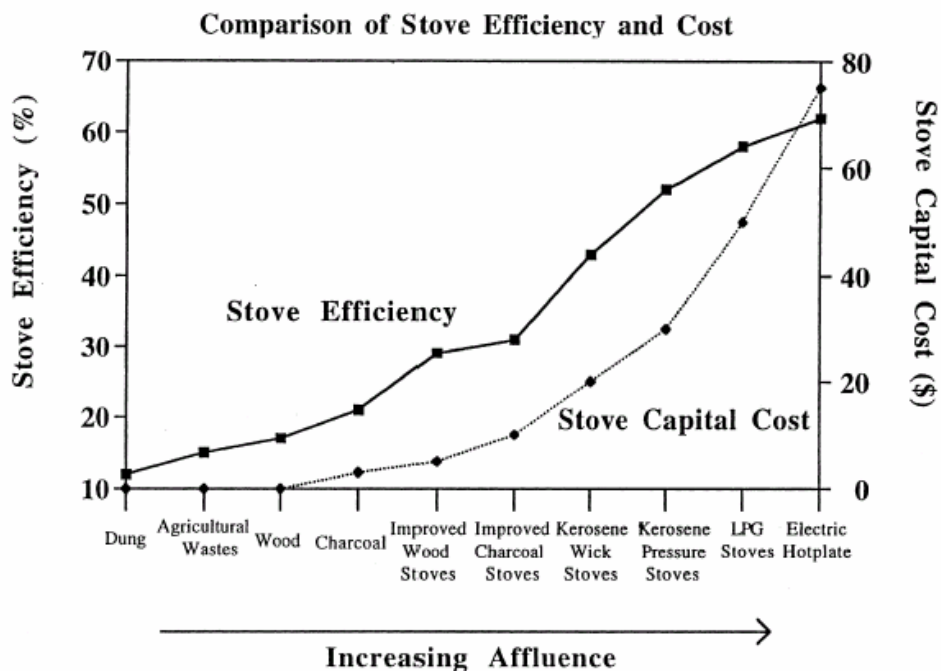 Comparison of Stove Efficiency and Cost
70
60
50
40
30
20
10
Stove Efficiency (%)
80
60
40
20
0
Stove Capital Cost ($)
Stove Efficiency
Stove Capital Cost
Dung
Agricultural
Wastes
Wood
Charcoal
Improved
Wood
Stoves
Improved
Charcoal
Stoves
Kerosene
Wick
Stoves
Kerosene
Pressure
Stoves
LPG
Stoves
Electric
Hotplate
Increasing Affluence